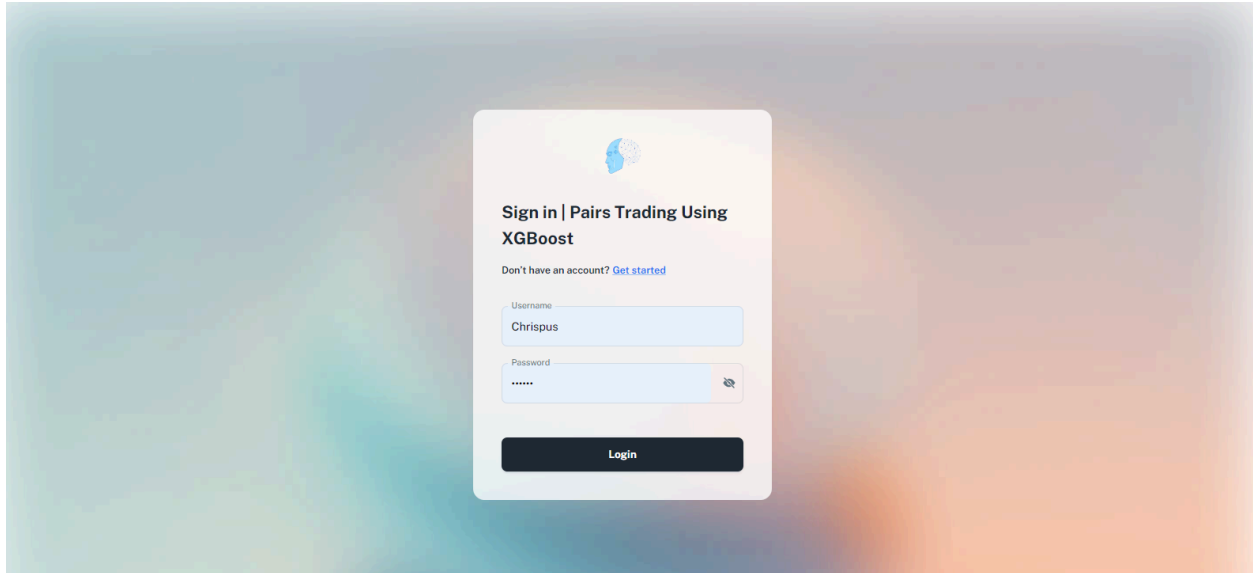 Sign in | Pairs Trading Using
XGBoost
Don't have an account? Get started
Username
Chrispus
Password
••••••
Login